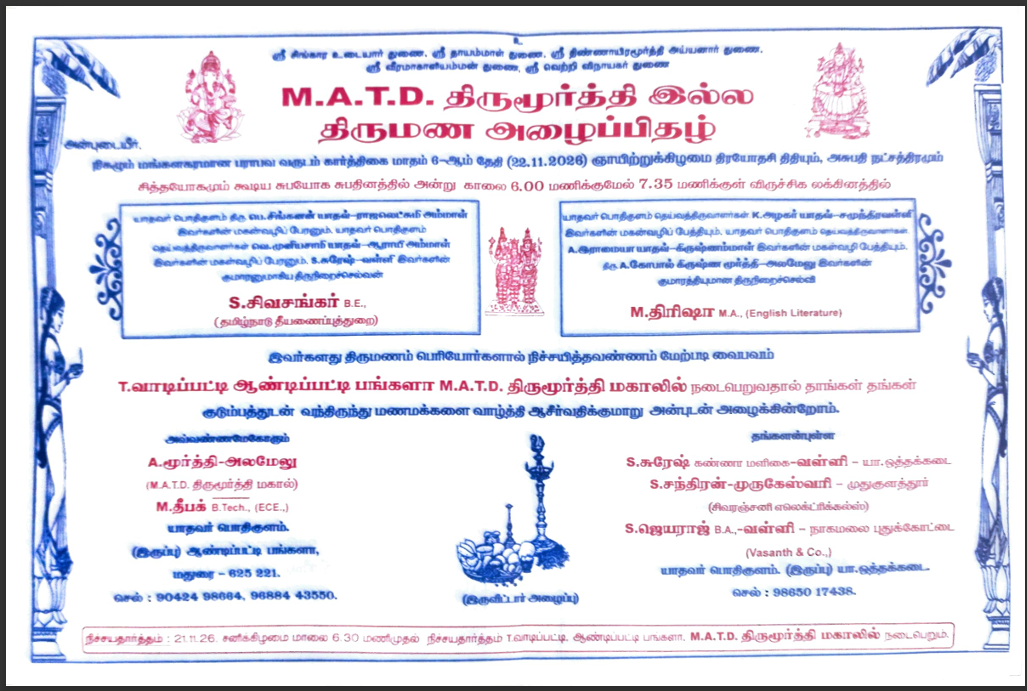 உ
ஸ்ரீ சிங்கார உடையார் துணை, ஸ்ரீ தாயம்மாள் துணை, ஸ்ரீ திண்ணாயிரமூர்த்தி அய்யனார் துணை,
ஸ்ரீ வீரமாகாளியம்மன் துணை, ஸ்ரீ வெற்றி விநாயகர் துணை
M.A.T.D. திருமூர்த்தி இல்ல
திருமண அழைப்பிதழ்
அன்புடையீர்,
நிகழும் மங்களகரமான பராபவ வருடம் கார்த்திகை மாதம் 6-ஆம் தேதி (22.11.2026) ஞாயிற்றுக்கிழமை திரயோதசி திதியும், அசுபதி நட்சத்திரமும்
சித்தயோகமும் கூடிய சுபயோக சுபதினத்தில் அன்று காலை 6.00 மணிக்குமேல் 7.35 மணிக்குள் விருச்சிக லக்கினத்தில்
யாதவர் பொதிகுளம் திரு பெ.சிங்கனன் யாதவ்-ராஜலெட்சுமி அம்மாள்
இவர்களின் மகன்வழிப் பேரனும், யாதவர் பொதிகுளம்
தெய்வத்திருவாளர்கள் வெ.முனியசாமி யாதவ்-ஆராயி அம்மாள்
இவர்களின் மகள்வழிப் பேரனும், S.சுரேஷ்-வள்ளி இவர்களின்
குமாரனுமாகிய திருநிறைச்செல்வன்
S.சிவசங்கர் B.E.,
(தமிழ்நாடு தீயணைப்புத்துறை)
யாதவர் பொதிகுளம் தெய்வத்திருவாளர்கள் K.அழகர் யாதவ்-சமுந்திரவள்ளி
இவர்களின் மகன்வழிப் பேத்தியும், யாதவர் பொதிகுளம் தெய்வத்திருவாளர்கள்
A.இராமையா யாதவ்-கிருஷ்ணம்மாள் இவர்களின் மகள்வழி பேத்தியும்,
திரு A.கோபால் கிருஷ்ண மூர்த்தி-அலமேலு இவர்களின்
குமாரத்தியுமான திருநிறைச்செல்வி
M.திரிஷா M.A., (English Literature)
இவர்களது திருமணம் பெரியோர்களால் நிச்சயித்தவண்ணம் மேற்படி வைபவம்
T.வாடிப்பட்டி ஆண்டிப்பட்டி பங்களா M.A.T.D. திருமூர்த்தி மகாலில் நடைபெறுவதால் தாங்கள் தங்கள்
குடும்பத்துடன் வந்திருந்து மணமக்களை வாழ்த்தி ஆசீர்வதிக்குமாறு அன்புடன் அழைக்கின்றோம்.
அவ்வண்ணமேகோரும்
A.மூர்த்தி-அலமேலு
(M.A.T.D. திருமூர்த்தி மகால்)
M.தீபக் B.Tech., (ECE.,)
யாதவர் பொதிகுளம்.
(இருப்பு) ஆண்டிப்பட்டி பங்களா,
மதுரை - 625 221.
செல் : 90424 98664, 96884 43550.
(இருவீட்டார் அழைப்பு)
தங்களன்புள்ள
S.சுரேஷ் கண்ணா மளிகை-வள்ளி - யா.ஒத்தக்கடை
S.சந்திரன்-முருகேஸ்வரி - முதுகுளத்தூர்
(சிவரஞ்சனி எலெக்ட்ரிக்கல்ஸ்)
S.ஜெயராஜ் B.A.,-வள்ளி - நாகமலை புதுக்கோட்டை
(Vasanth & Co.,)
யாதவர் பொதிகுளம். (இருப்பு) யா.ஒத்தக்கடை.
செல் : 98650 17438.
நிச்சயதார்த்தம் : 21.11.26. சனிக்கிழமை மாலை 6.30 மணிமுதல் நிச்சயதார்த்தம் T.வாடிப்பட்டி, ஆண்டிப்பட்டி பங்களா, M.A.T.D. திருமூர்த்தி மகாலில் நடைபெறும்.